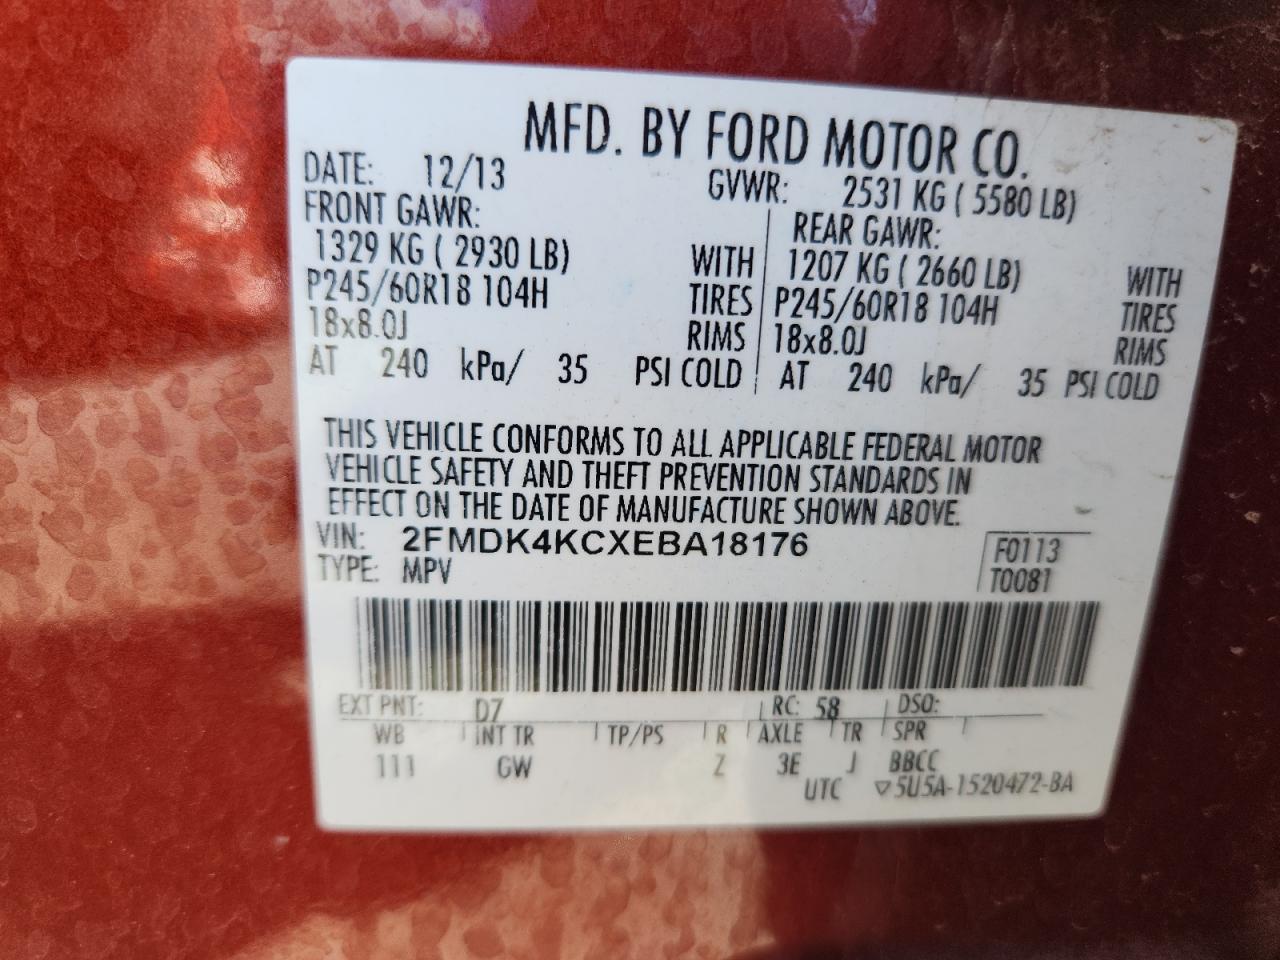 MFD. BY FORD MOTOR CO.
DATE: 12/13 GVWR: 2531 KG ( 5580 LB)
FRONT GAWR: REAR GAWR:
1329 KG ( 2930 LB) WITH 1207 KG ( 2660 LB) WITH
P245/60R18 104H TIRES P245/60R18 104H TIRES
18x8.0J RIMS 18x8.0J RIMS
AT 240 kPa/ 35 PSI COLD AT 240 kPa/ 35 PSI COLD
THIS VEHICLE CONFORMS TO ALL APPLICABLE FEDERAL MOTOR
VEHICLE SAFETY AND THEFT PREVENTION STANDARDS IN
EFFECT ON THE DATE OF MANUFACTURE SHOWN ABOVE.
VIN: 2FMDK4KCXEBA18176 F0113
TYPE: MPV T0081
EXT PNT: D7 RC: 58 DSO:
WB INT TR TP/PS R AXLE TR SPR
111 GW Z 3E J BBCC
UTC ▽5U5A-1520472-BA